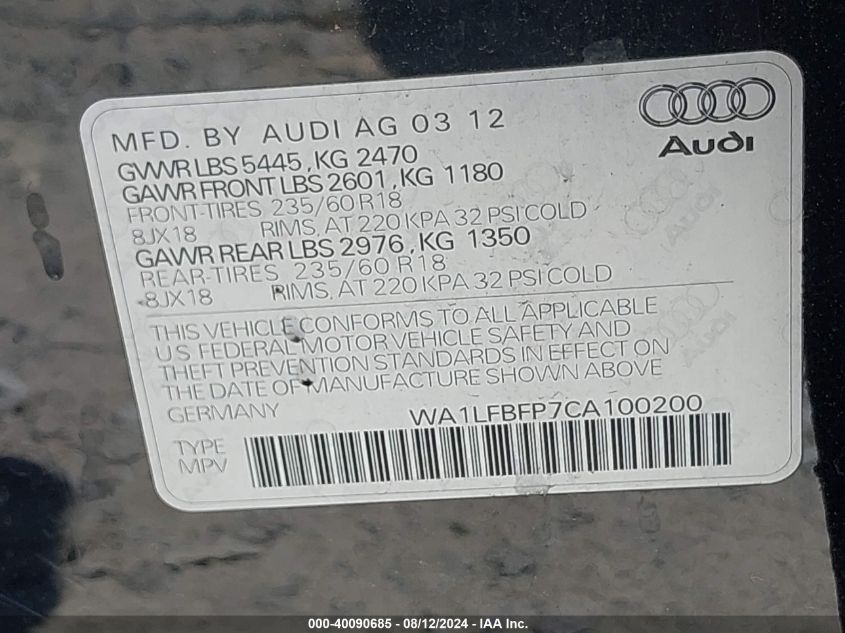 MFD. BY AUDI AG 03 12
GVWR LBS 5445, KG 2470
GAWR FRONT LBS 2601, KG 1180
FRONT-TIRES 235/60 R18
8JX18 RIMS, AT 220 KPA 32 PSI COLD
GAWR REAR LBS 2976, KG 1350
REAR-TIRES 235/60 R18
8JX18 RIMS, AT 220 KPA 32 PSI COLD
Audi
THIS VEHICLE CONFORMS TO ALL APPLICABLE
U S FEDERAL MOTOR VEHICLE SAFETY AND
THEFT PREVENTION STANDARDS IN EFFECT ON
THE DATE OF MANUFACTURE SHOWN ABOVE
GERMANY WA1LFBFP7CA100200
TYPE
MPV
000-40090685 - 08/12/2024 - IAA Inc.